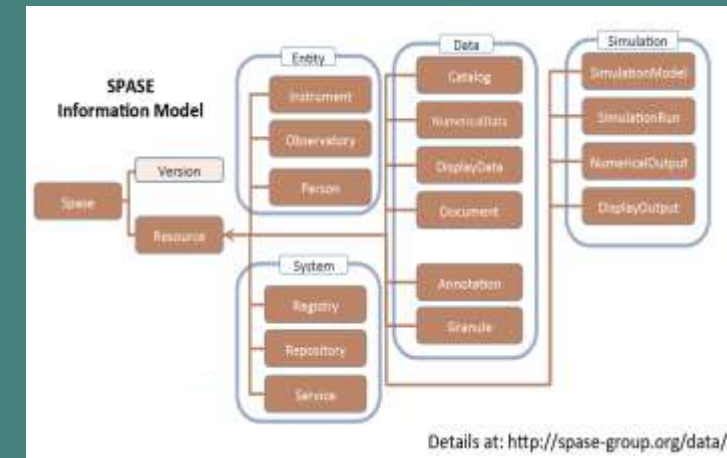 SPASE
Information Model
Spase
Version
Resource
Entity
Instrument
Observatory
Person
System
Registry
Repository
Service
Data
Catalog
NumericalData
DisplayData
Document
Annotation
Granule
Simulation
SimulationModel
SimulationRun
NumericalOutput
DisplayOutput
Details at: http://spase-group.org/data/